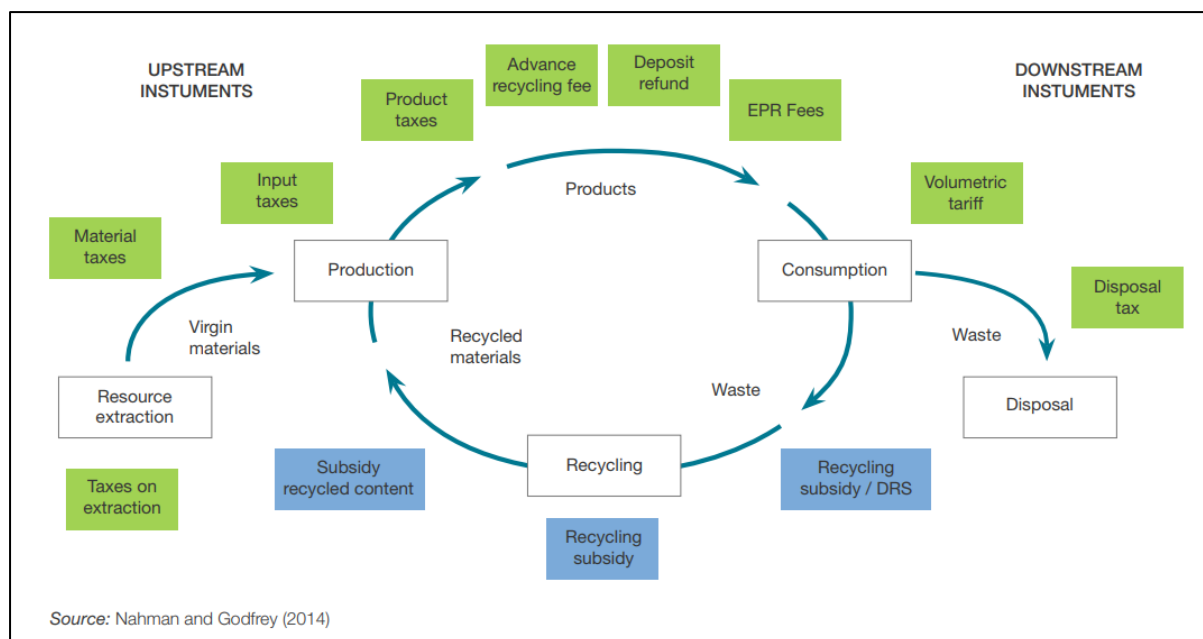 UPSTREAM
INSTUMENTS
DOWNSTREAM
INSTUMENTS
Advance
recycling fee
Deposit
refund
Product
taxes
EPR Fees
Input
taxes
Products
Volumetric
tariff
Material
taxes
Production
Consumption
Disposal
tax
Virgin
materials
Recycled
materials
Waste
Waste
Resource
extraction
Disposal
Taxes on
extraction
Subsidy
recycled content
Recycling
Recycling
subsidy / DRS
Recycling
subsidy
Source: Nahman and Godfrey (2014)